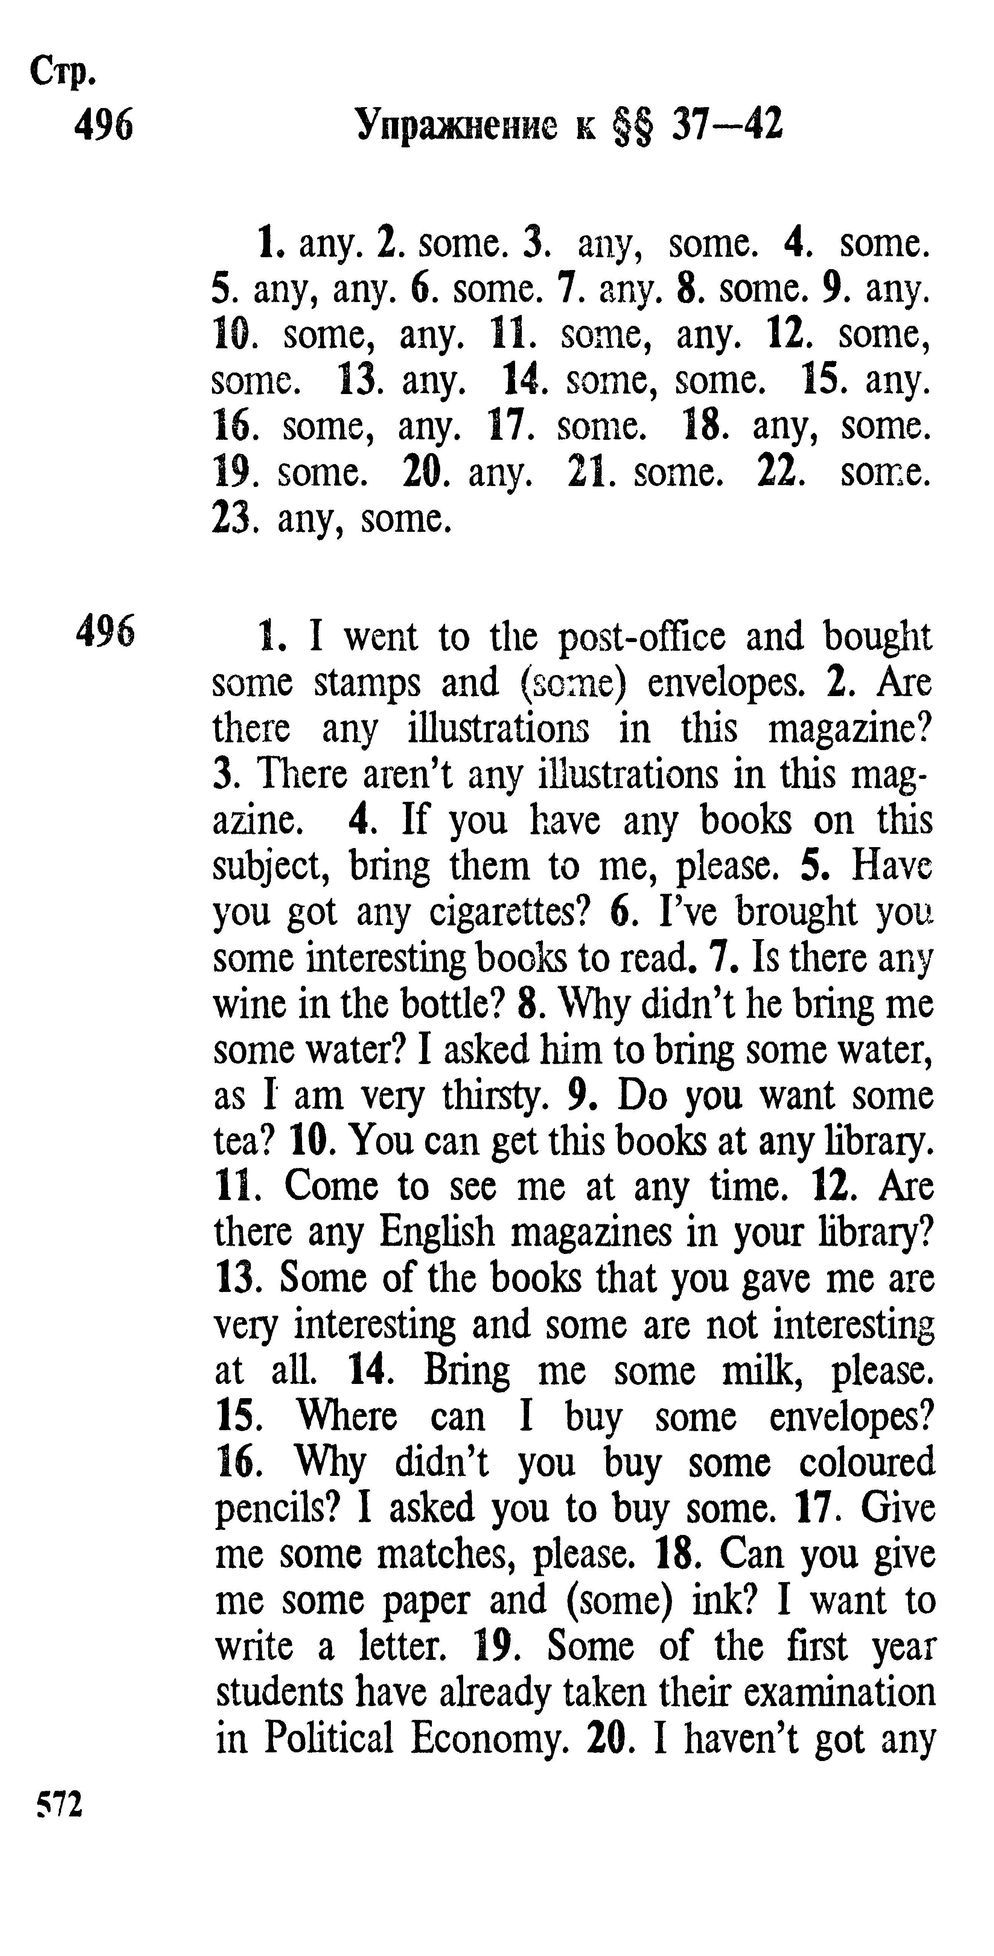 Стр.
496 Упражнение к §§ 37—42
1. any. 2. some. 3. any, some. 4. some.
5. any, any. 6. some. 7. any. 8. some. 9. any.
10. some, any. 11. some, any. 12. some,
some. 13. any. 14. some, some. 15. any.
16. some, any. 17. some. 18. any, some.
19. some. 20. any. 21. some. 22. some.
23. any, some.
496 1. I went to the post-office and bought
some stamps and (some) envelopes. 2. Are
there any illustrations in this magazine?
3. There aren't any illustrations in this mag-
azine. 4. If you have any books on this
subject, bring them to me, please. 5. Have
you got any cigarettes? 6. I've brought you
some interesting books to read. 7. Is there any
wine in the bottle? 8. Why didn't he bring me
some water? I asked him to bring some water,
as I am very thirsty. 9. Do you want some
tea? 10. You can get this books at any library.
11. Come to see me at any time. 12. Are
there any English magazines in your library?
13. Some of the books that you gave me are
very interesting and some are not interesting
at all. 14. Bring me some milk, please.
15. Where can I buy some envelopes?
16. Why didn't you buy some coloured
pencils? I asked you to buy some. 17. Give
me some matches, please. 18. Can you give
me some paper and (some) ink? I want to
write a letter. 19. Some of the first year
students have already taken their examination
in Political Economy. 20. I haven't got any
572